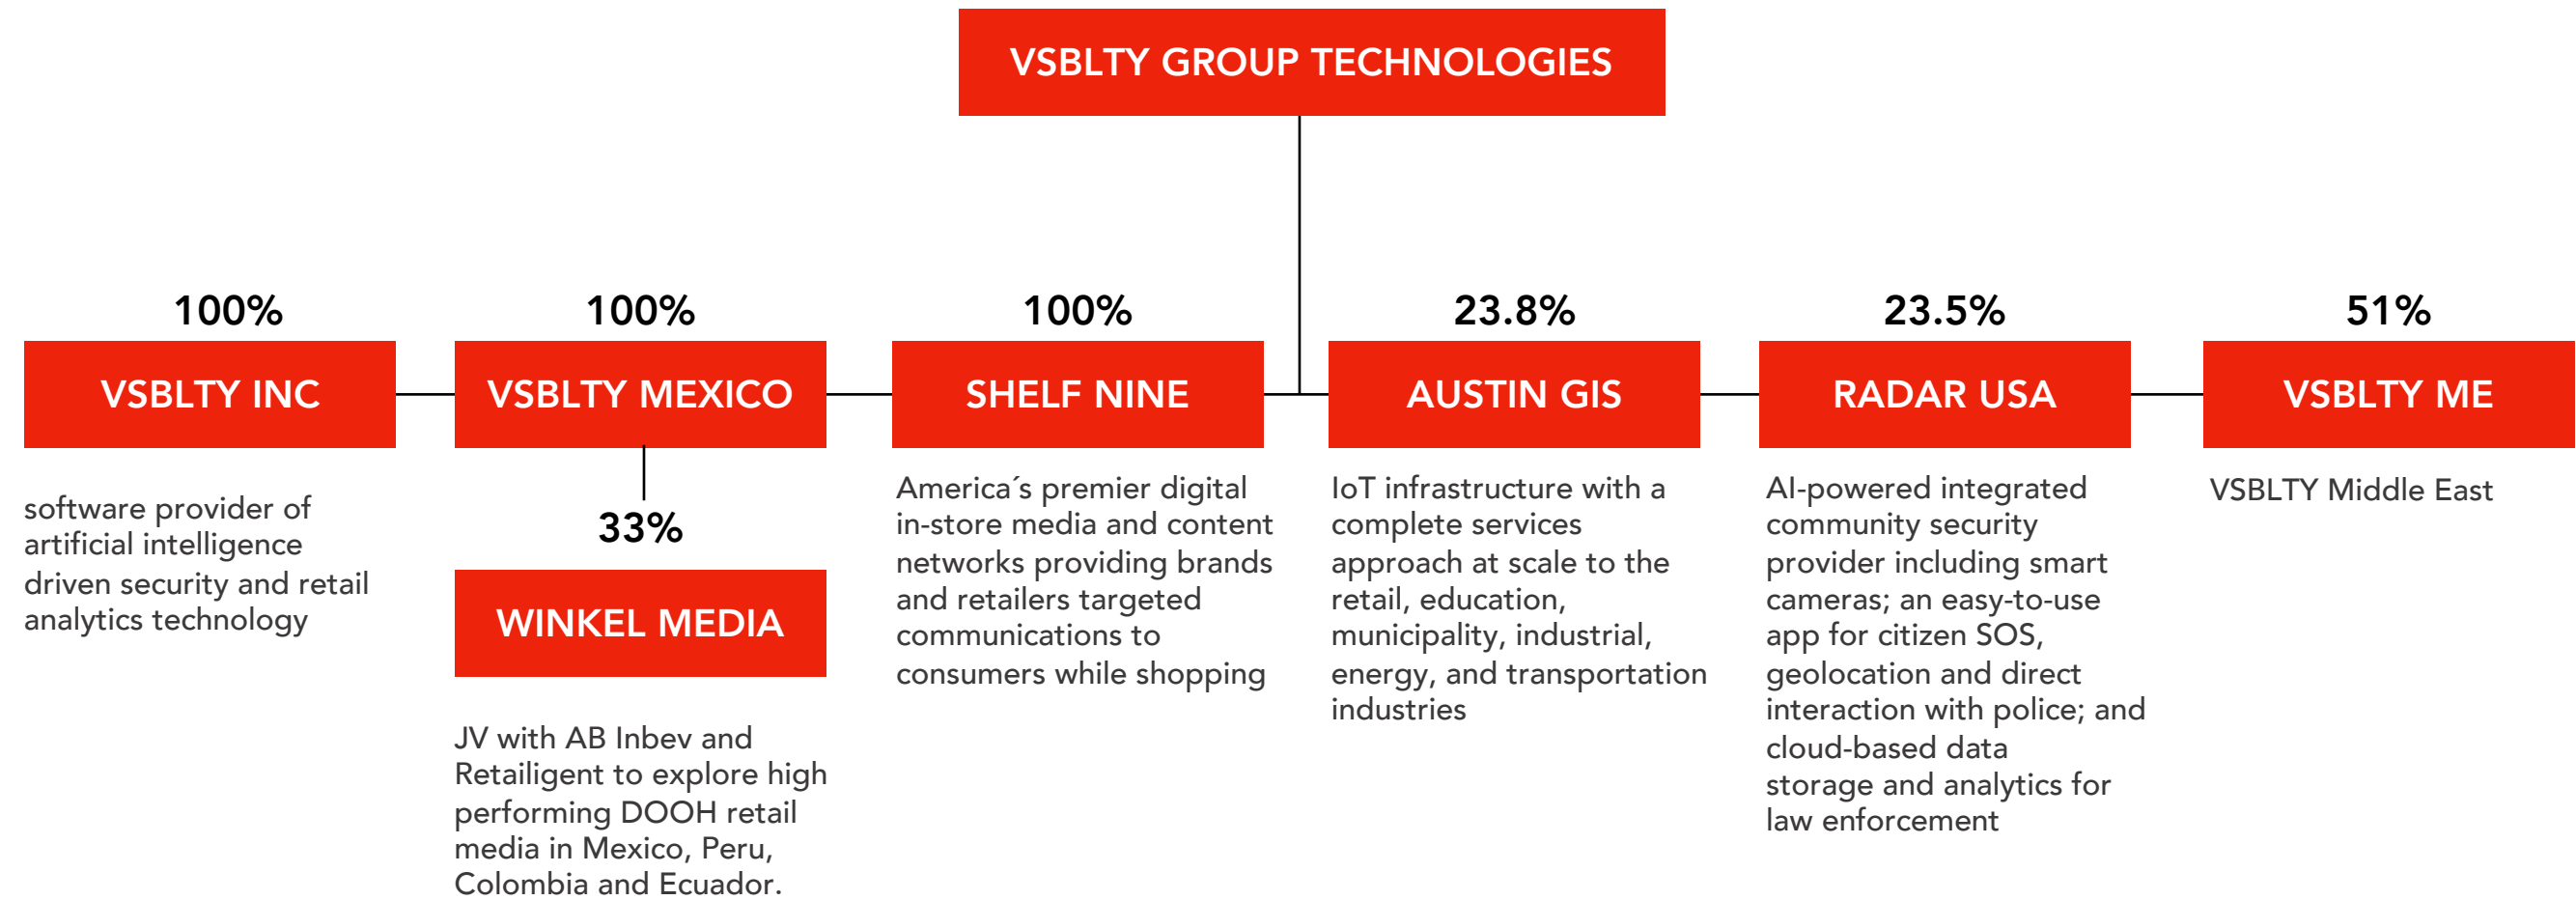 VSBLTY GROUP TECHNOLOGIES
100%
VSBLTY INC
software provider of
artificial intelligence
driven security and retail
analytics technology
100%
VSBLTY MEXICO
33%
WINKEL MEDIA
JV with AB Inbev and
Retailigent to explore high
performing DOOH retail
media in Mexico, Peru,
Colombia and Ecuador.
100%
SHELF NINE
America´s premier digital
in-store media and content
networks providing brands
and retailers targeted
communications to
consumers while shopping
23.8%
AUSTIN GIS
IoT infrastructure with a
complete services
approach at scale to the
retail, education,
municipality, industrial,
energy, and transportation
industries
23.5%
RADAR USA
AI-powered integrated
community security
provider including smart
cameras; an easy-to-use
app for citizen SOS,
geolocation and direct
interaction with police; and
cloud-based data
storage and analytics for
law enforcement
51%
VSBLTY ME
VSBLTY Middle East